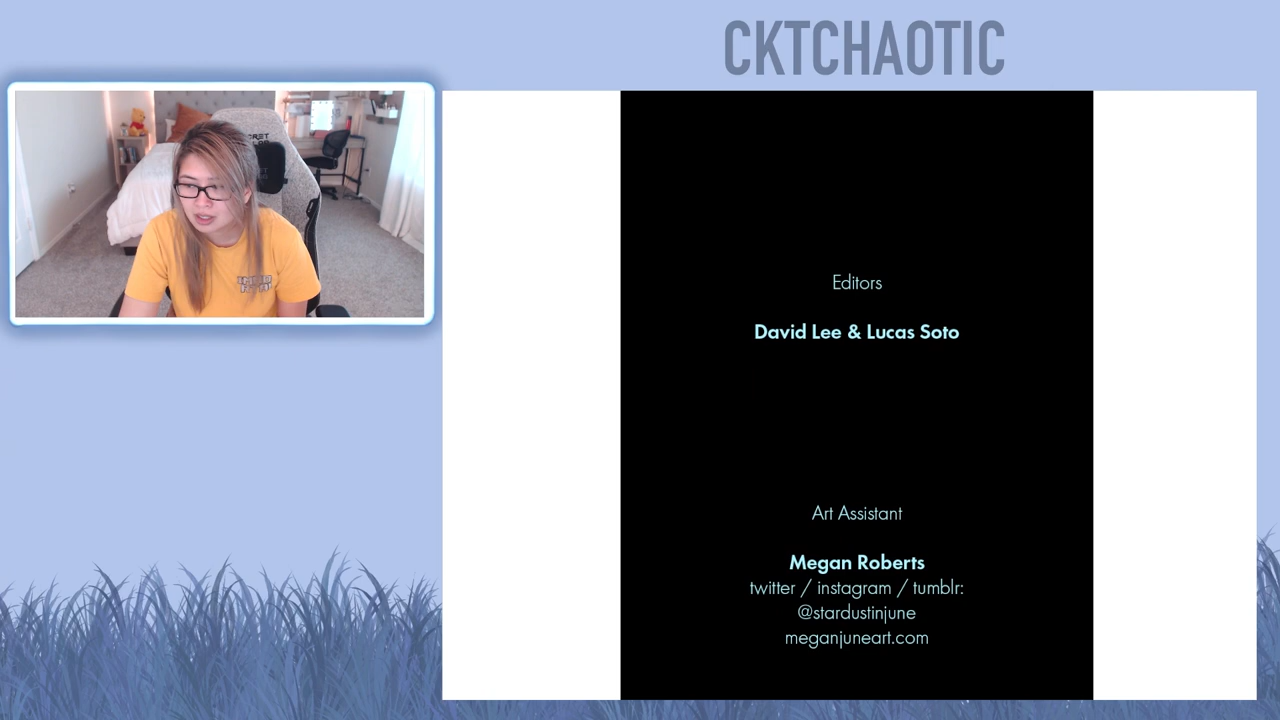 CKTCHAOTIC
Editors
David Lee & Lucas Soto
Art Assistant
Megan Roberts
twitter / instagram / tumblr:
@stardustinjune
meganjuneart.com